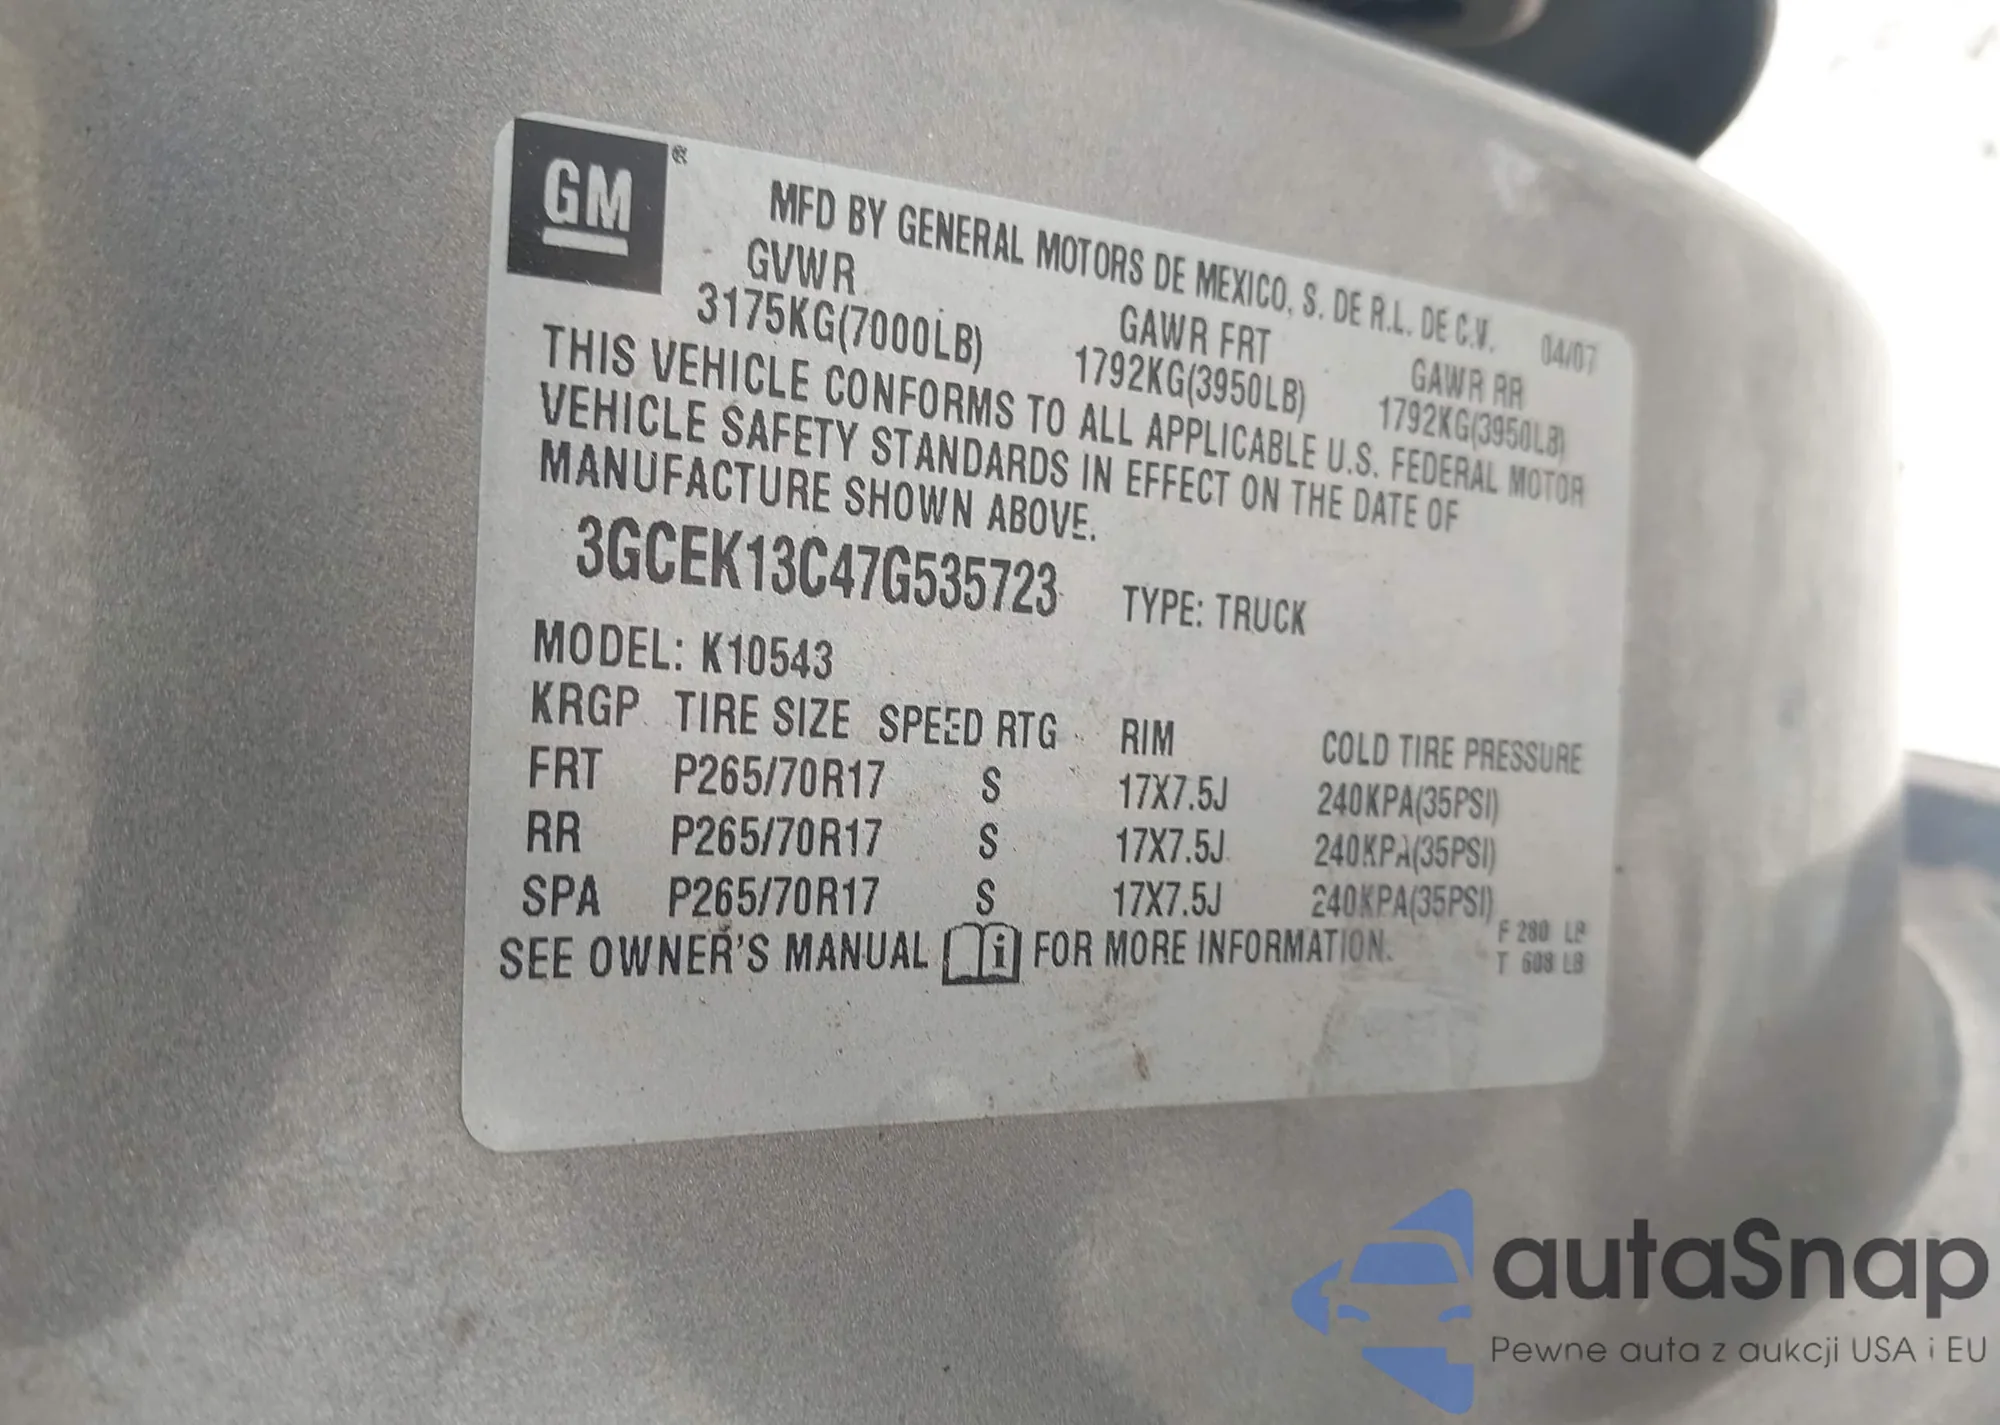 GM®
MFD BY GENERAL MOTORS DE MEXICO, S. DE R.L. DE C.V. 04/07
GVWR GAWR FRT GAWR RR
3175KG(7000LB) 1792KG(3950LB) 1792KG(3950LB)
THIS VEHICLE CONFORMS TO ALL APPLICABLE U.S. FEDERAL MOTOR
VEHICLE SAFETY STANDARDS IN EFFECT ON THE DATE OF
MANUFACTURE SHOWN ABOVE.
3GCEK13C47G535723 TYPE: TRUCK
MODEL: K10543
KRGP TIRE SIZE SPEED RTG RIM COLD TIRE PRESSURE
FRT P265/70R17 S 17X7.5J 240KPA(35PSI)
RR P265/70R17 S 17X7.5J 240KPA(35PSI)
SPA P265/70R17 S 17X7.5J 240KPA(35PSI)
SEE OWNER'S MANUAL i FOR MORE INFORMATION.
F 280 LB
T 608 LB
autaSnap
Pewne auta z aukcji USA i EU